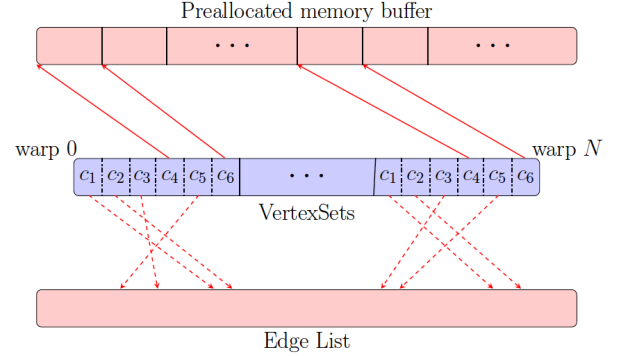 Preallocated memory buffer
... ...
warp 0 warp N
c1 c2 c3 c4 c5 c6 ... c1 c2 c3 c4 c5 c6
VertexSets
Edge List